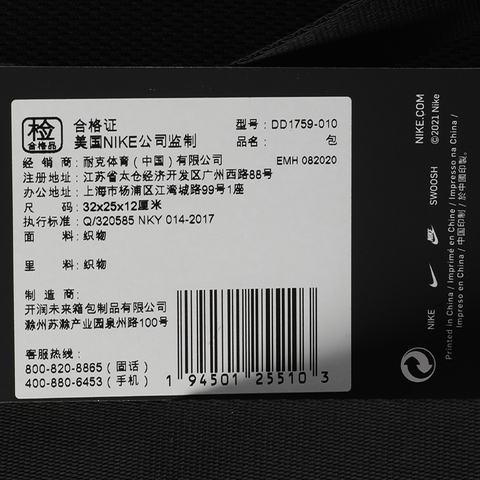 检
合格品
合格证
美国NIKE公司监制
型号: DD1759-010
品名: 包
经销商: 耐克体育(中国)有限公司
EMH 082020
注册地址: 江苏省太仓经济开发区广州西路88号
办公地址: 上海市杨浦区江湾城路99号1座
尺码: 32x25x12厘米
执行标准: Q/320585 NKY 014-2017
面料: 织物
里料: 织物
制造商:
开润未来箱包制品有限公司
滁州苏滁产业园泉州路100号
客服热线:
800-820-8865 (固话)
400-880-6453 (手机)
1 94501 25510 3
NIKE.COM
©2021 Nike
NIKE
SWOOSH
Printed in China / Imprimé en Chine / Impresso na China /
Impreso en China / 中国印制 / 於中國印製。